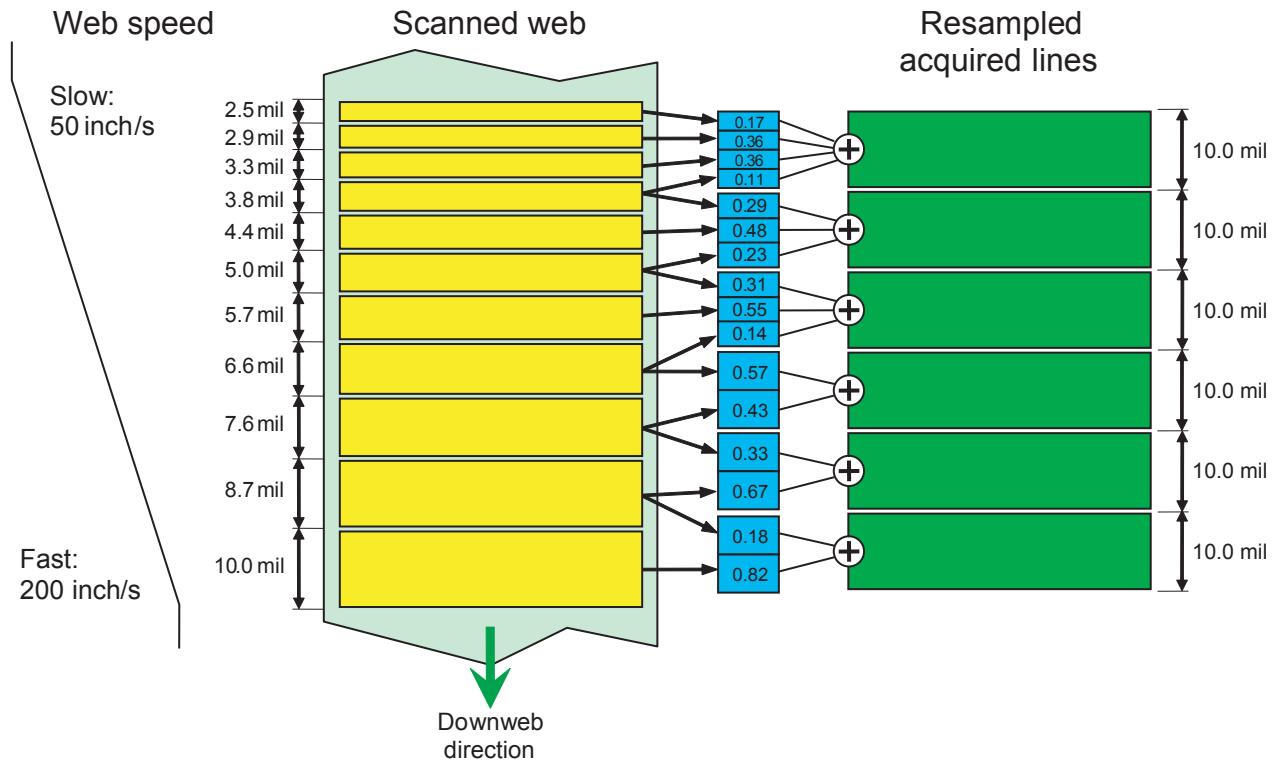 Web speed
Scanned web
Resampled
acquired lines
Slow:
50 inch/s
2.5 mil
2.9 mil
3.3 mil
3.8 mil
4.4 mil
5.0 mil
5.7 mil
6.6 mil
7.6 mil
8.7 mil
10.0 mil
Fast:
200 inch/s
0.17
0.36
0.36
0.11
0.29
0.48
0.23
0.31
0.55
0.14
0.57
0.43
0.33
0.67
0.18
0.82
+
+
+
+
+
+
10.0 mil
10.0 mil
10.0 mil
10.0 mil
10.0 mil
10.0 mil
Downweb
direction